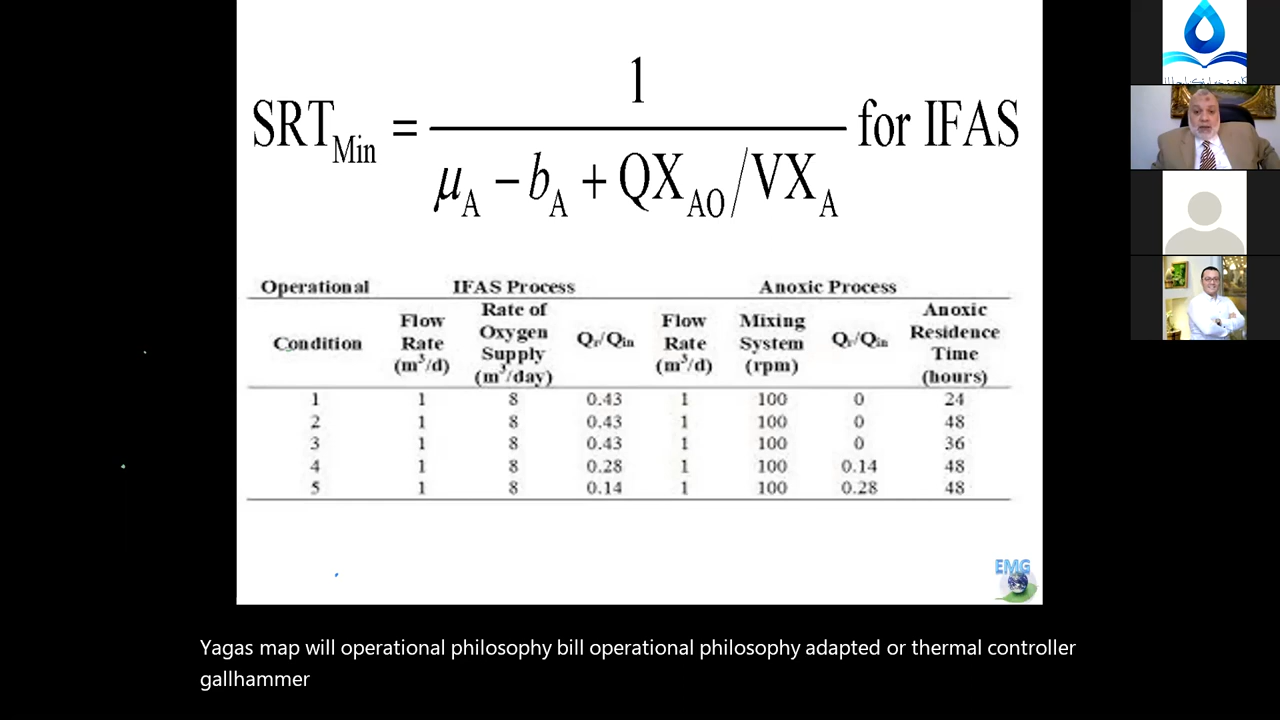 SRT_Min = 1 / (μ_A − b_A + QX_AO/VX_A) for IFAS
Operational IFAS Process Anoxic Process
Condition Flow Rate (m³/d) Rate of Oxygen Supply (m³/day) Qr/Qin Flow Rate (m³/d) Mixing System (rpm) Qr/Qin Anoxic Residence Time (hours)
1 1 8 0.43 1 100 0 24
2 1 8 0.43 1 100 0 48
3 1 8 0.43 1 100 0 36
4 1 8 0.28 1 100 0.14 48
5 1 8 0.14 1 100 0.28 48
EMG
Yagas map will operational philosophy bill operational philosophy adapted or thermal controller
gallhammer